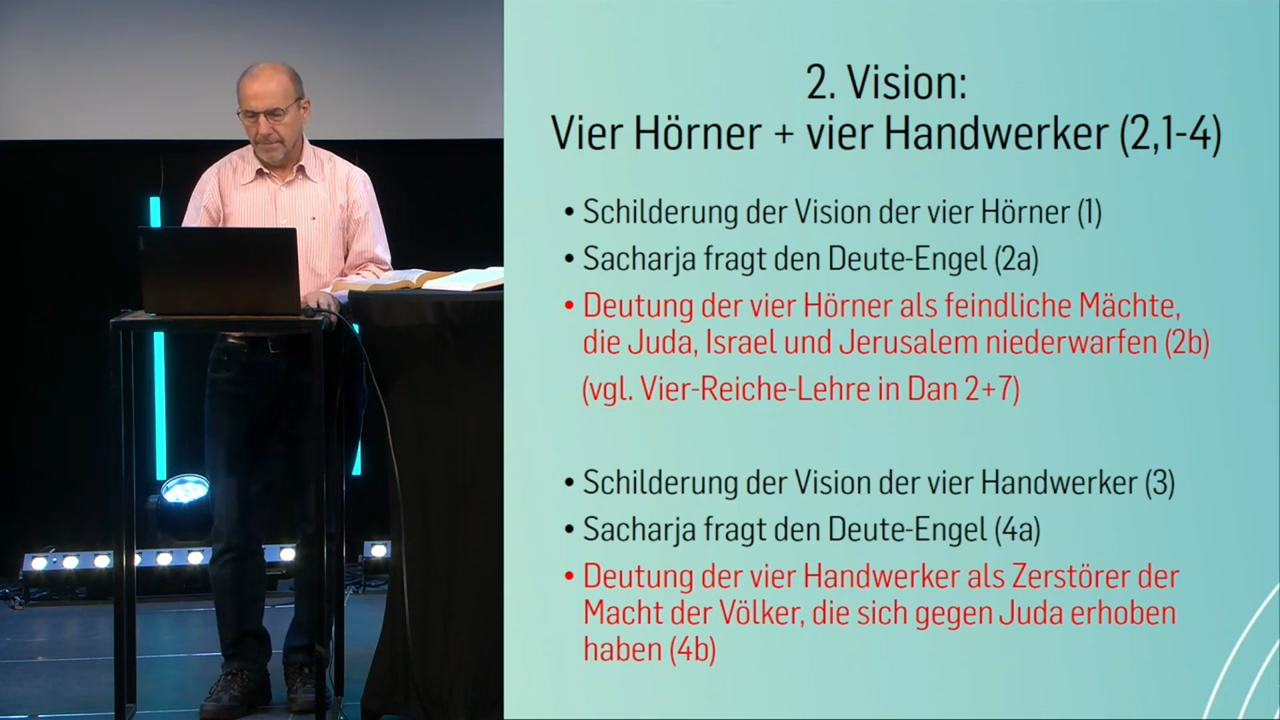 2. Vision:
Vier Hörner + vier Handwerker (2,1-4)
• Schilderung der Vision der vier Hörner (1)
• Sacharja fragt den Deute-Engel (2a)
• Deutung der vier Hörner als feindliche Mächte,
die Juda, Israel und Jerusalem niederwarfen (2b)
(vgl. Vier-Reiche-Lehre in Dan 2+7)
• Schilderung der Vision der vier Handwerker (3)
• Sacharja fragt den Deute-Engel (4a)
• Deutung der vier Handwerker als Zerstörer der
Macht der Völker, die sich gegen Juda erhoben
haben (4b)